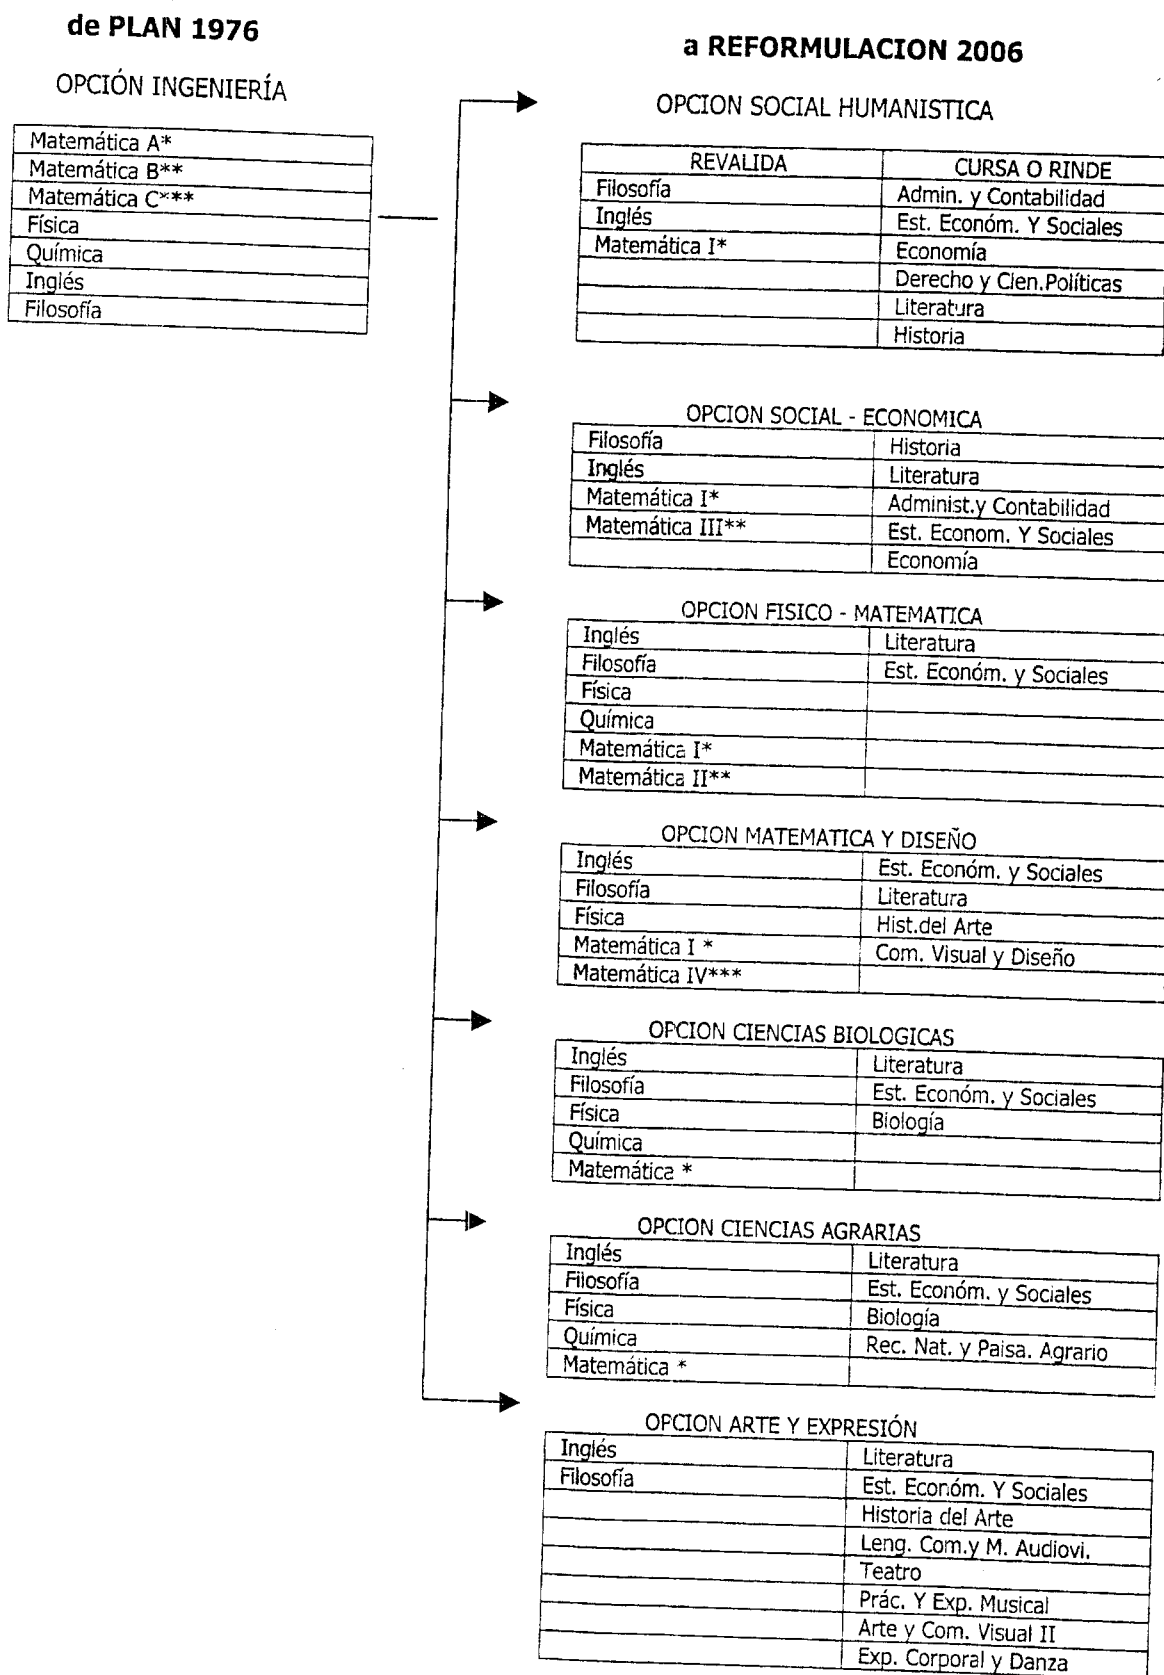 de PLAN 1976
OPCIÓN INGENIERÍA
Matemática A*
Matemática B**
Matemática C***
Física
Química
Inglés
Filosofía
a REFORMULACION 2006
OPCION SOCIAL HUMANISTICA
REVALIDA CURSA O RINDE
Filosofía Admin. y Contabilidad
Inglés Est. Económ. Y Sociales
Matemática I* Economía
Derecho y Cien.Políticas
Literatura
Historia
OPCION SOCIAL - ECONOMICA
Filosofía Historia
Inglés Literatura
Matemática I* Administ.y Contabilidad
Matemática III** Est. Econom. Y Sociales
Economía
OPCION FISICO - MATEMATICA
Inglés Literatura
Filosofía Est. Económ. y Sociales
Física
Química
Matemática I*
Matemática II**
OPCION MATEMATICA Y DISEÑO
Inglés Est. Económ. y Sociales
Filosofía Literatura
Física Hist.del Arte
Matemática I * Com. Visual y Diseño
Matemática IV***
OPCION CIENCIAS BIOLOGICAS
Inglés Literatura
Filosofía Est. Económ. y Sociales
Física Biología
Química
Matemática *
OPCION CIENCIAS AGRARIAS
Inglés Literatura
Filosofía Est. Económ. y Sociales
Física Biología
Química Rec. Nat. y Paisa. Agrario
Matemática *
OPCION ARTE Y EXPRESIÓN
Inglés Literatura
Filosofía Est. Económ. Y Sociales
Historia del Arte
Leng. Com.y M. Audiovi.
Teatro
Prác. Y Exp. Musical
Arte y Com. Visual II
Exp. Corporal y Danza